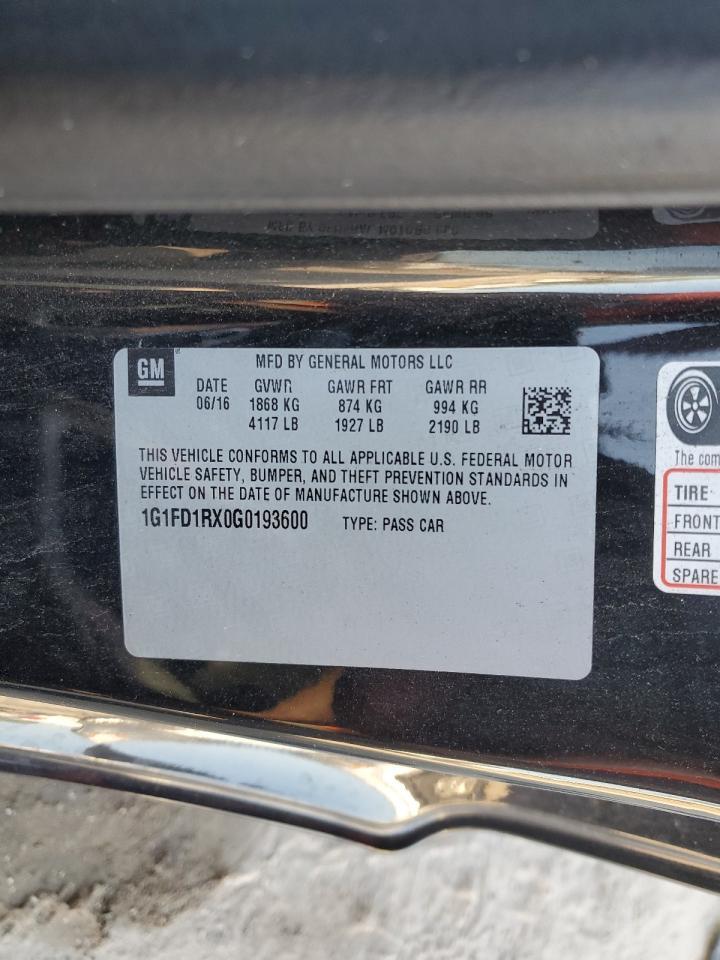 GM
MFD BY GENERAL MOTORS LLC
DATE GVWR GAWR FRT GAWR RR
06/16 1868 KG 874 KG 994 KG
4117 LB 1927 LB 2190 LB
THIS VEHICLE CONFORMS TO ALL APPLICABLE U.S. FEDERAL MOTOR
VEHICLE SAFETY, BUMPER, AND THEFT PREVENTION STANDARDS IN
EFFECT ON THE DATE OF MANUFACTURE SHOWN ABOVE.
1G1FD1RX0G0193600 TYPE: PASS CAR
The com
TIRE
FRONT
REAR
SPARE